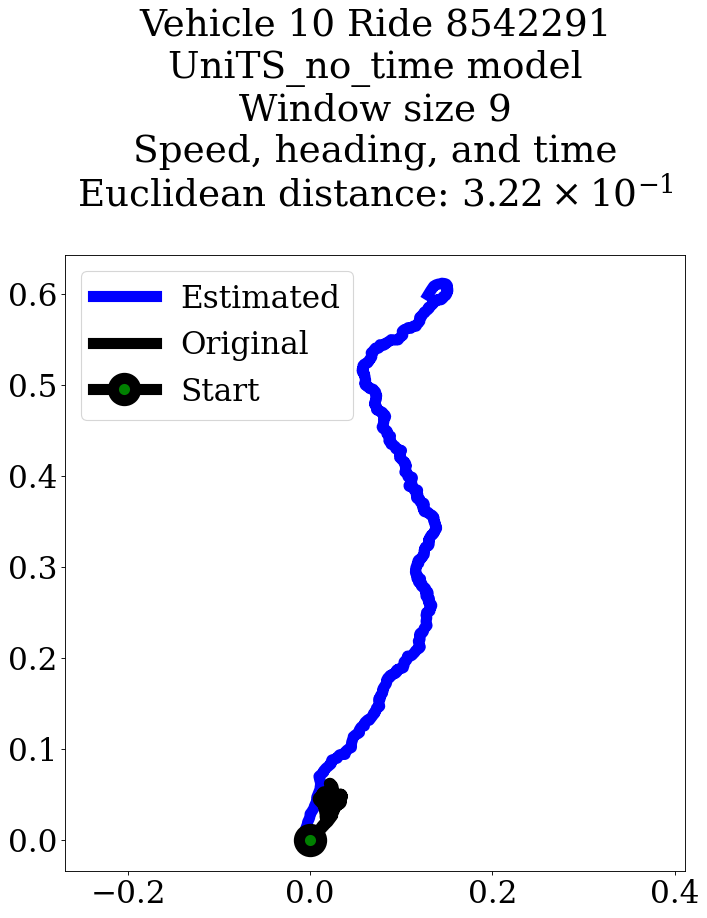 Vehicle 10 Ride 8542291
UniTS_no_time model
Window size 9
Speed, heading, and time
Euclidean distance: $3.22 \times 10^{-1}$
Estimated
Original
Start
0.6
0.5
0.4
0.3
0.2
0.1
0.0
−0.2 0.0 0.2 0.4